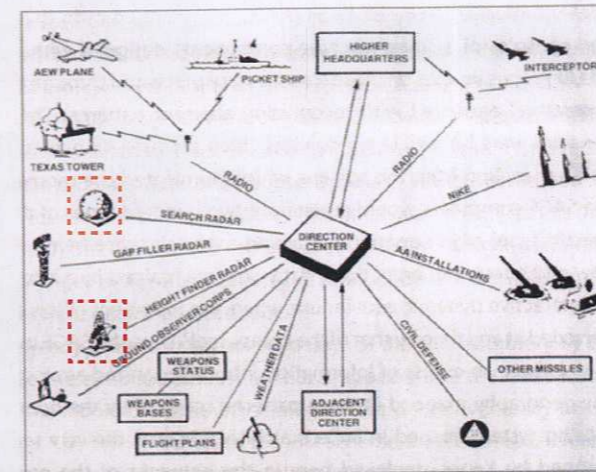 AEW PLANE
PICKET SHIP
HIGHER
HEADQUARTERS
INTERCEPTOR
TEXAS TOWER
RADIO
RADIO
NIKE
SEARCH RADAR
GAP FILLER RADAR
HEIGHT FINDER RADAR
GROUND OBSERVER CORPS
DIRECTION
CENTER
AA INSTALLATIONS
WEAPONS
STATUS
WEAPONS
BASES
FLIGHT PLANS
WEATHER DATA
ADJACENT
DIRECTION
CENTER
CIVIL DEFENSE
OTHER MISSILES